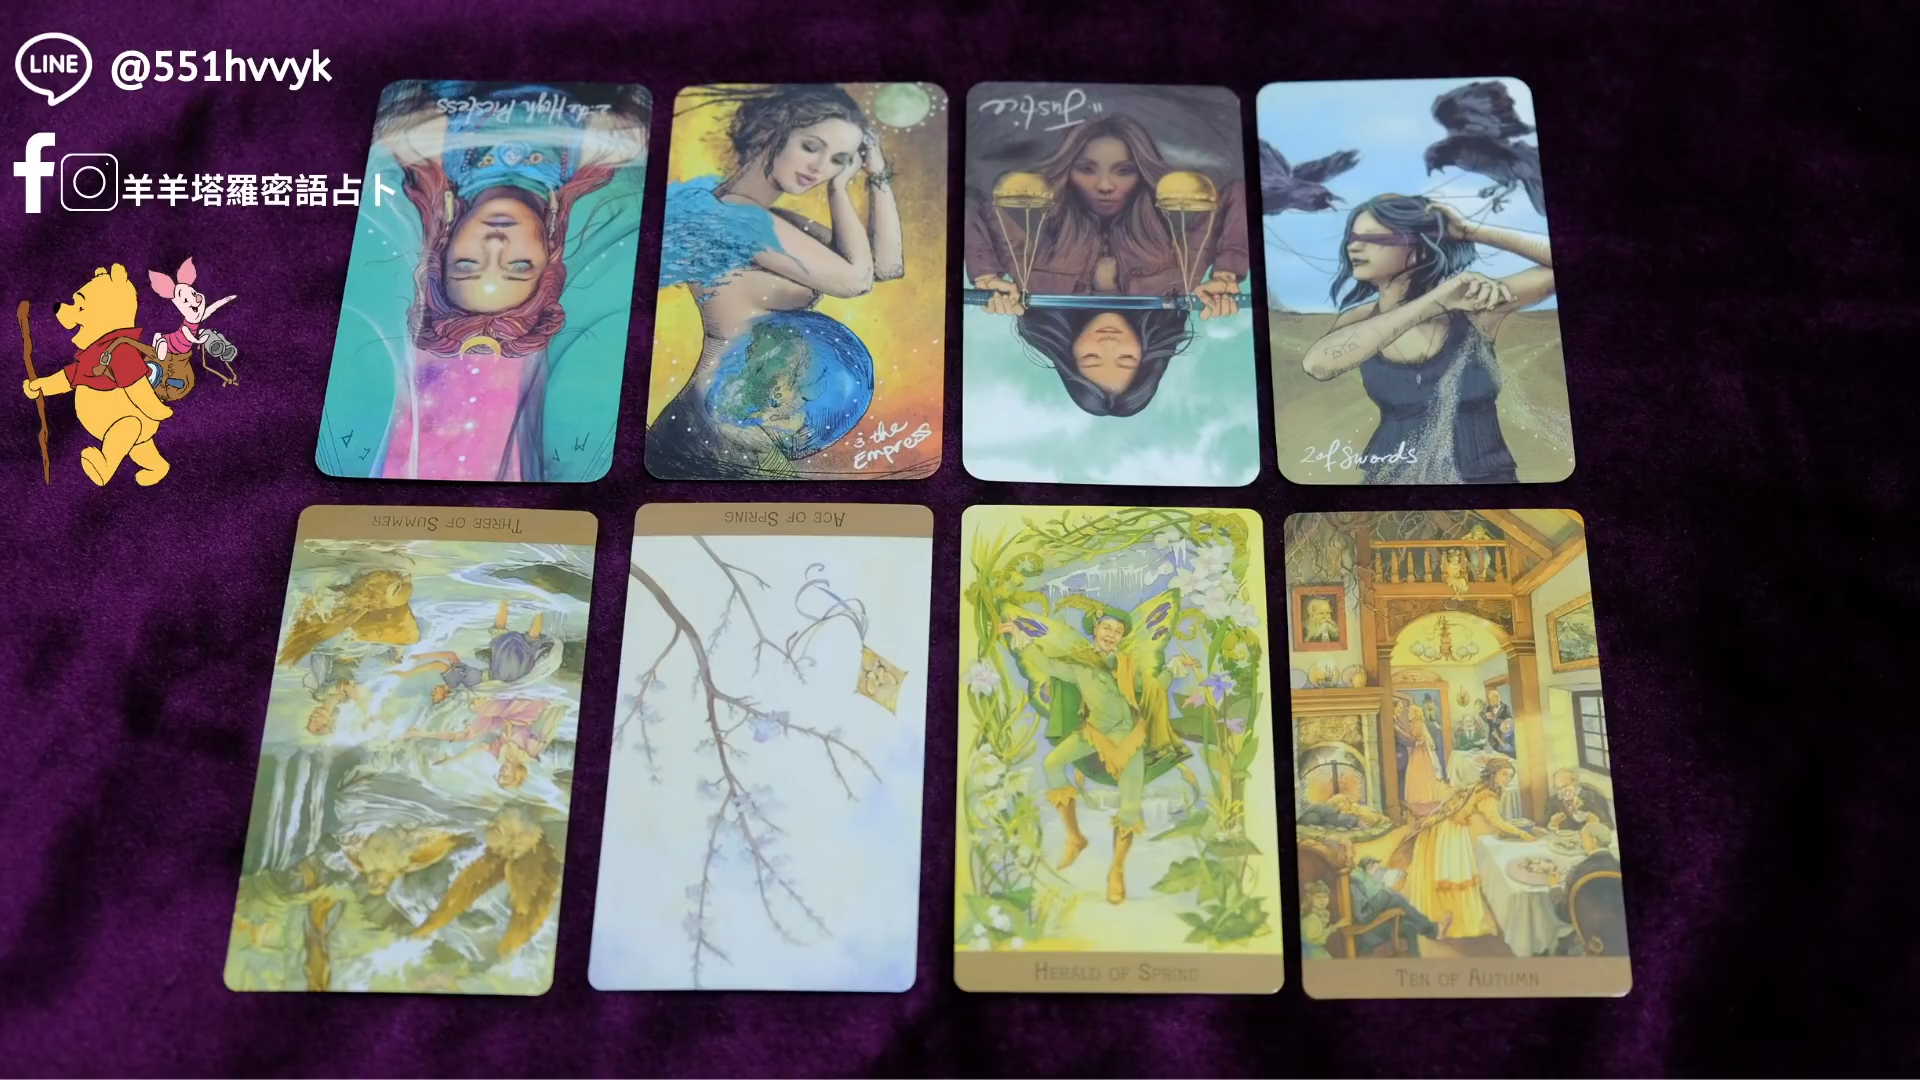 LINE @551hvvyk
羊羊塔羅密語占卜
2. the High Priestess
3 the
Empress
11 Justice
2 of Swords
THREE OF SUMMER
ACE OF SPRING
HERALD OF SPRING
TEN OF AUTUMN